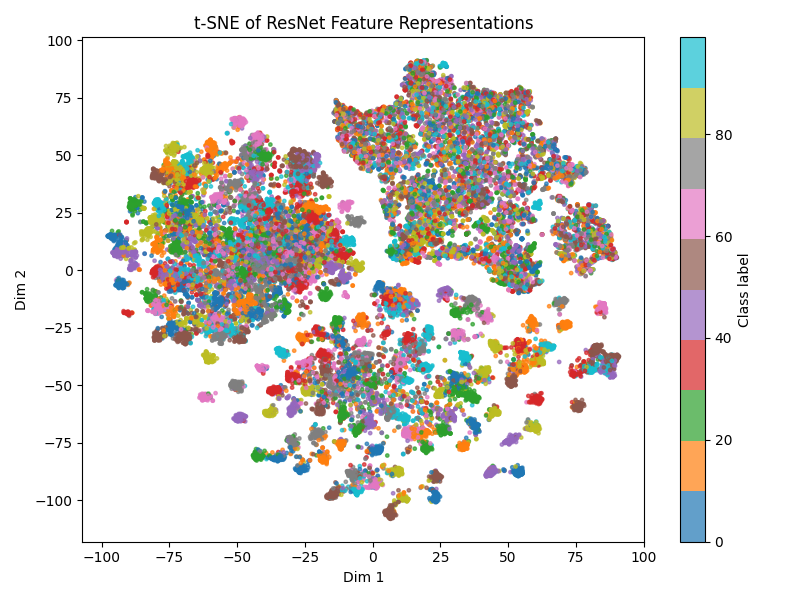 t-SNE of ResNet Feature Representations
100
75
50
25
0
−25
−50
−75
−100
Dim 2
−100 −75 −50 −25 0 25 50 75 100
Dim 1
80
60
40
20
0
Class label